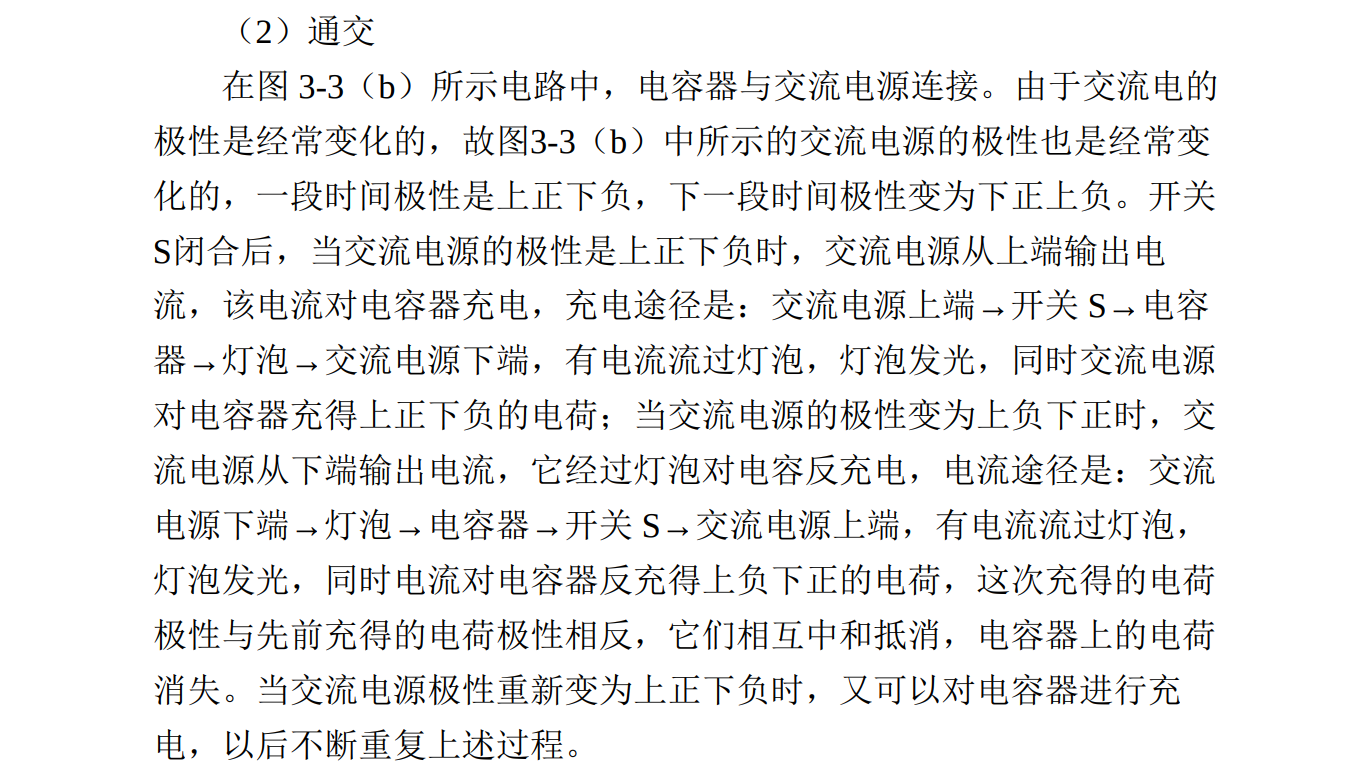 （2）通交
在图 3-3（b）所示电路中，电容器与交流电源连接。由于交流电的
极性是经常变化的，故图3-3（b）中所示的交流电源的极性也是经常变
化的，一段时间极性是上正下负，下一段时间极性变为下正上负。开关
S闭合后，当交流电源的极性是上正下负时，交流电源从上端输出电
流，该电流对电容器充电，充电途径是：交流电源上端→开关 S→电容
器→灯泡→交流电源下端，有电流流过灯泡，灯泡发光，同时交流电源
对电容器充得上正下负的电荷；当交流电源的极性变为上负下正时，交
流电源从下端输出电流，它经过灯泡对电容反充电，电流途径是：交流
电源下端→灯泡→电容器→开关 S→交流电源上端，有电流流过灯泡，
灯泡发光，同时电流对电容器反充得上负下正的电荷，这次充得的电荷
极性与先前充得的电荷极性相反，它们相互中和抵消，电容器上的电荷
消失。当交流电源极性重新变为上正下负时，又可以对电容器进行充
电，以后不断重复上述过程。